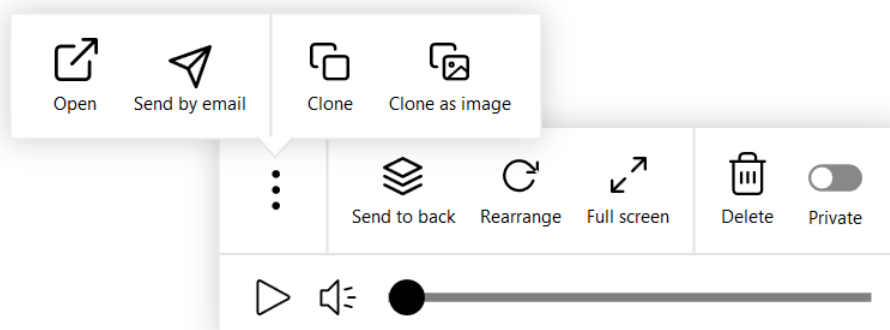 Open
Send by email
Clone
Clone as image
Send to back
Rearrange
Full screen
Delete
Private